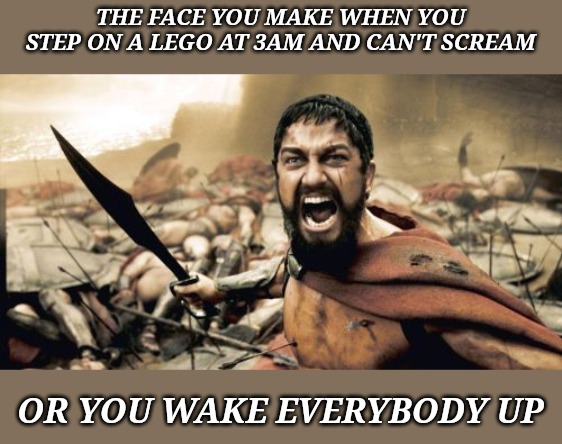 THE FACE YOU MAKE WHEN YOU
STEP ON A LEGO AT 3AM AND CAN'T SCREAM
OR YOU WAKE EVERYBODY UP